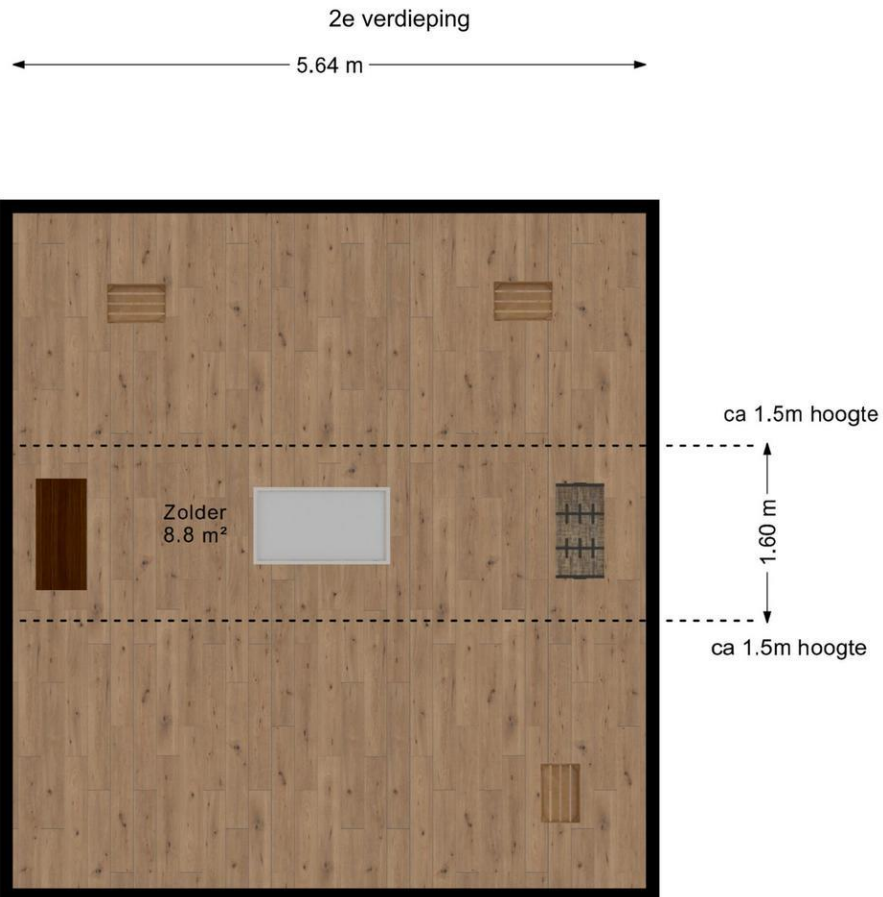 2e verdieping
5.64 m
ca 1.5m hoogte
Zolder
8.8 m²
1.60 m
ca 1.5m hoogte